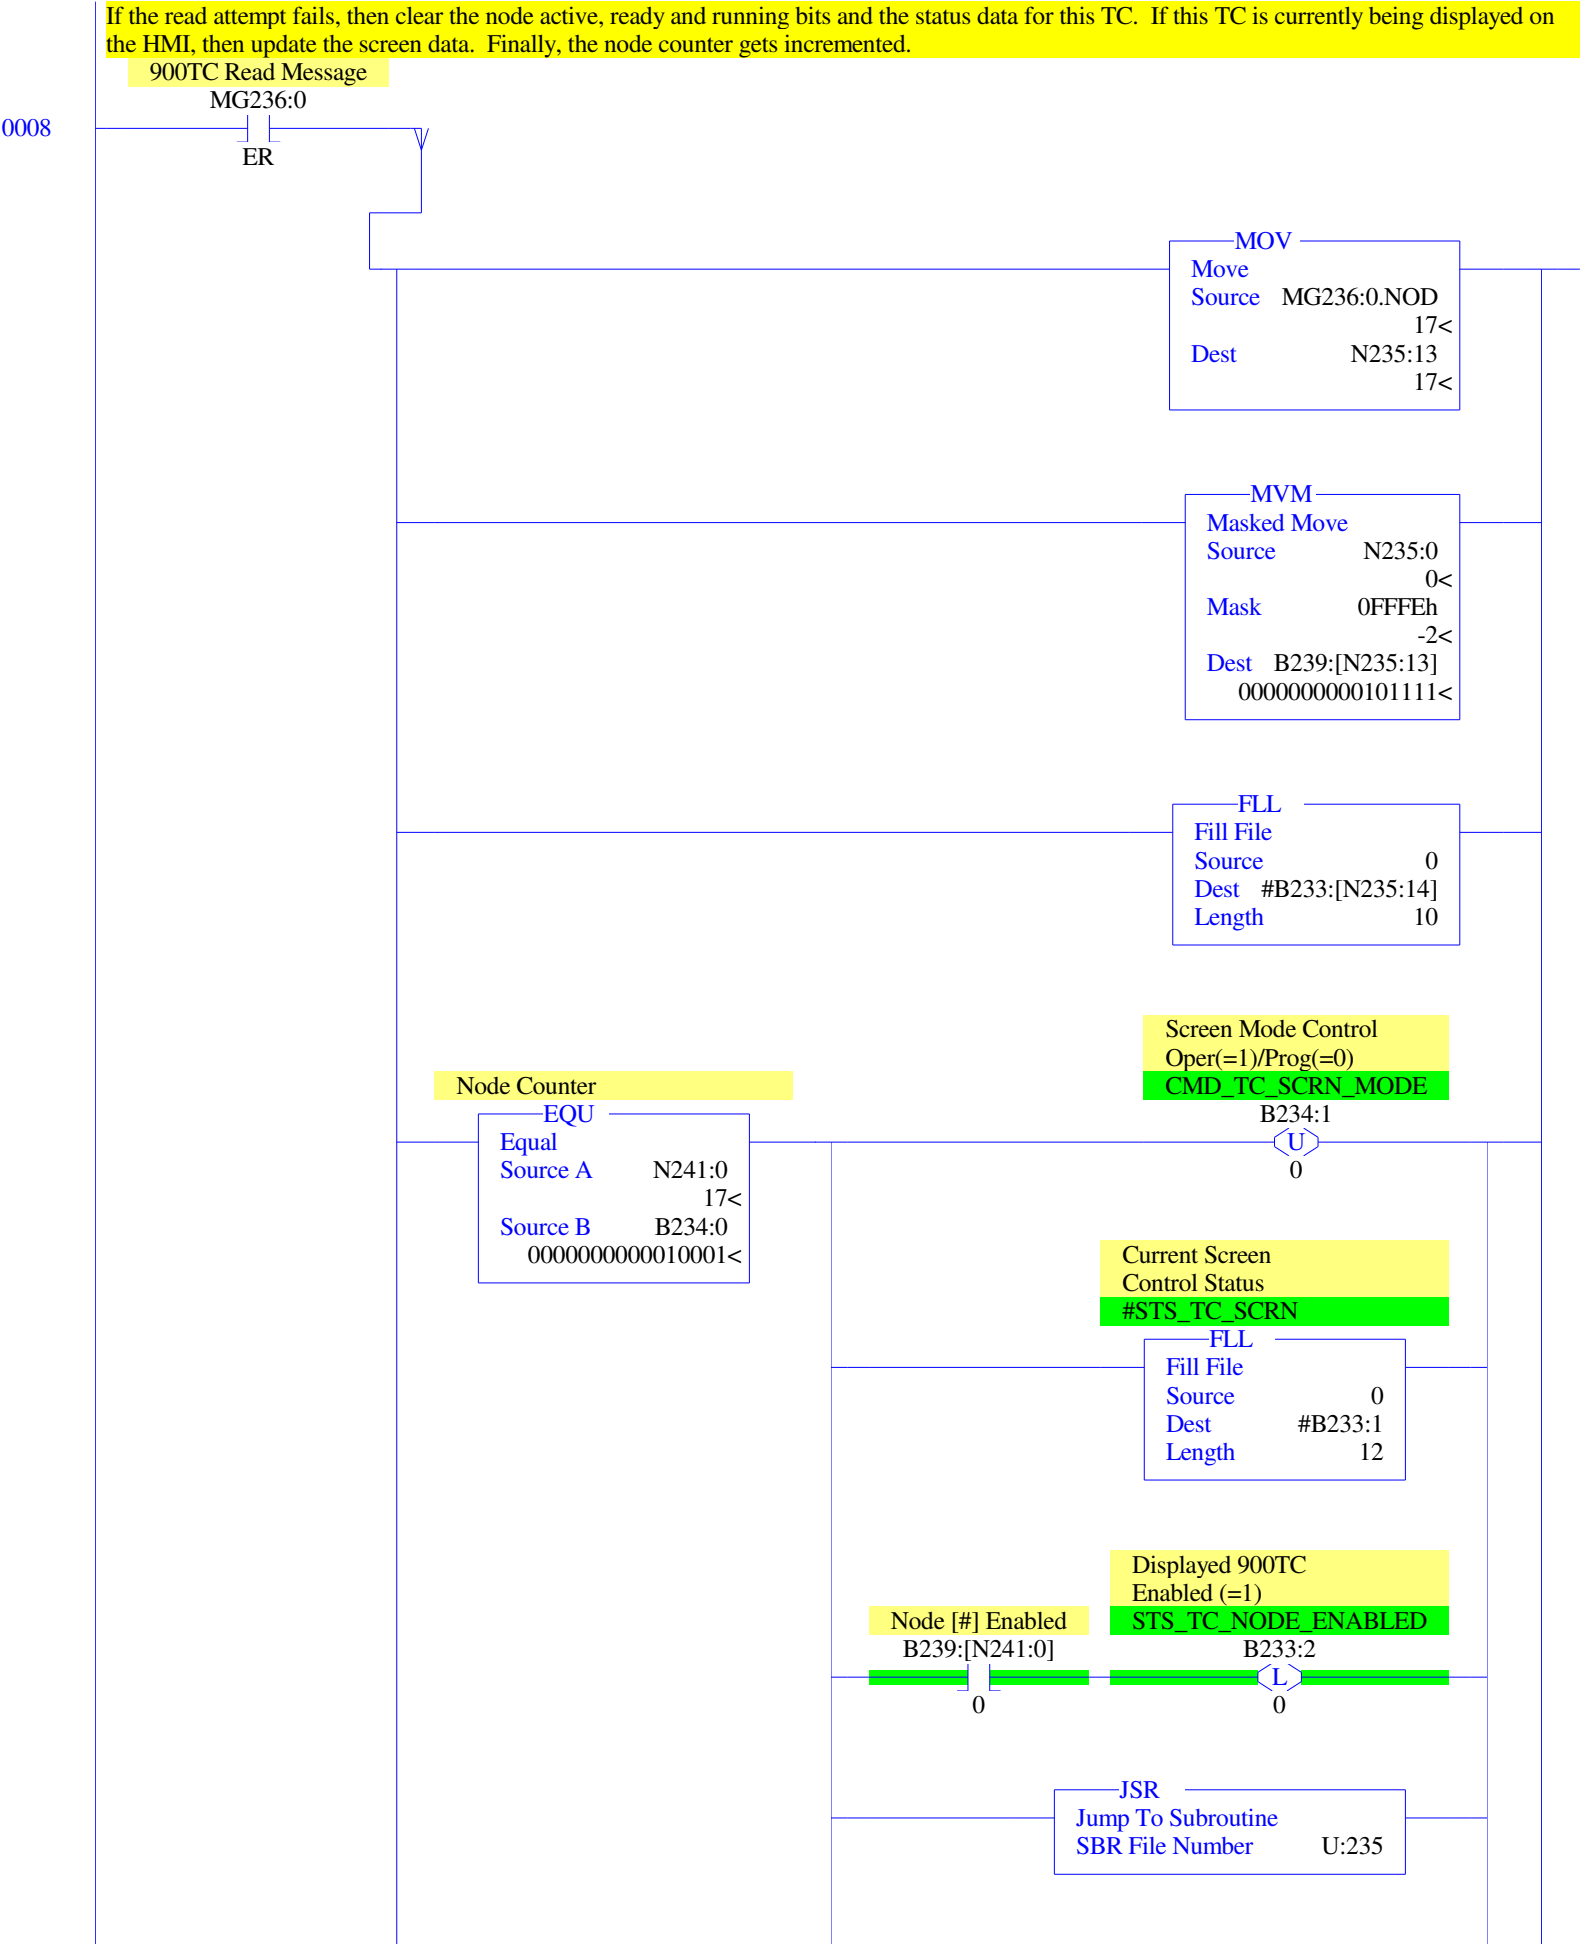 If the read attempt fails, then clear the node active, ready and running bits and the status data for this TC.  If this TC is currently being displayed on
the HMI, then update the screen data.  Finally, the node counter gets incremented.
900TC Read Message
MG236:0
0008
ER
MOV
Move
Source MG236:0.NOD
17<
Dest N235:13
17<
MVM
Masked Move
Source N235:0
0<
Mask 0FFFEh
-2<
Dest B239:[N235:13]
0000000000101111<
FLL
Fill File
Source 0
Dest #B233:[N235:14]
Length 10
Node Counter
EQU
Equal
Source A N241:0
17<
Source B B234:0
0000000000010001<
Screen Mode Control
Oper(=1)/Prog(=0)
CMD_TC_SCRN_MODE
B234:1
U
0
Current Screen
Control Status
#STS_TC_SCRN
FLL
Fill File
Source 0
Dest #B233:1
Length 12
Node [#] Enabled
B239:[N241:0]
0
Displayed 900TC
Enabled (=1)
STS_TC_NODE_ENABLED
B233:2
L
0
JSR
Jump To Subroutine
SBR File Number U:235